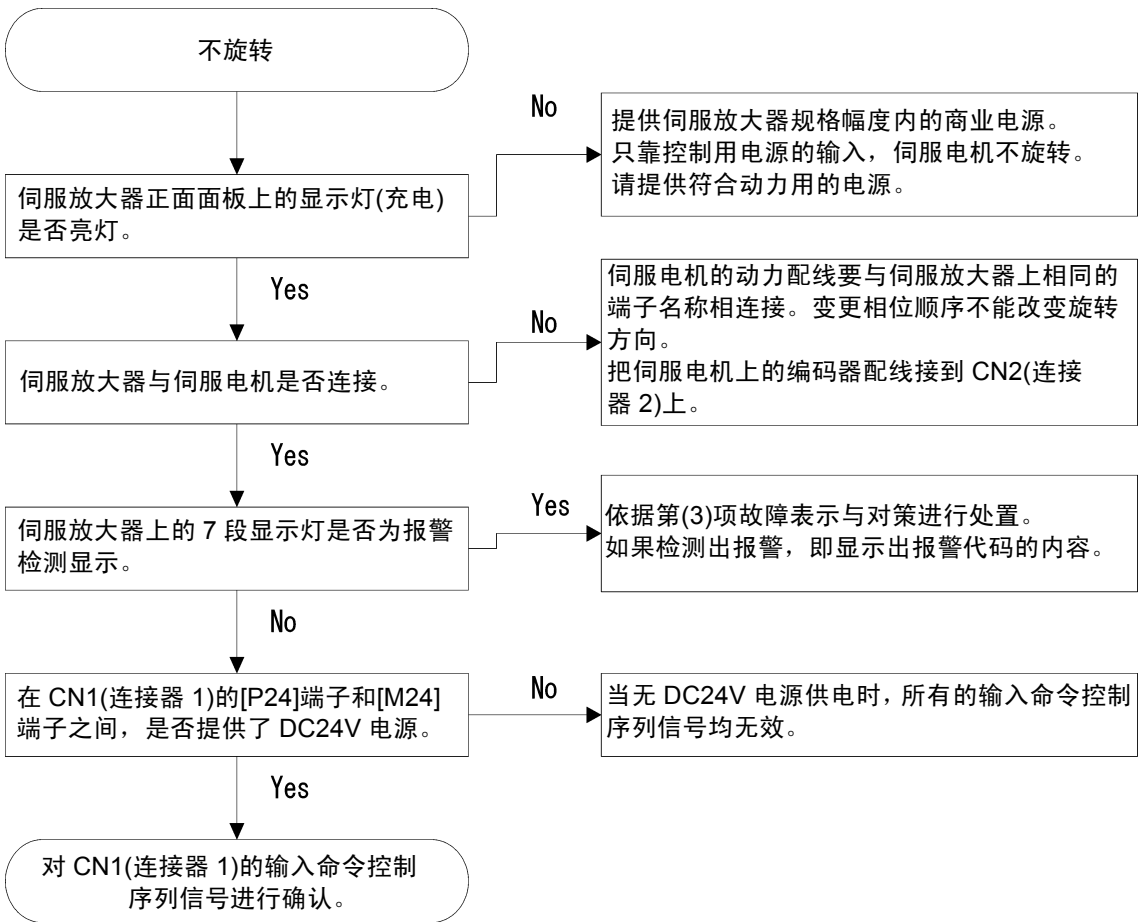 不旋转
No
提供伺服放大器规格幅度内的商业电源。
只靠控制用电源的输入，伺服电机不旋转。
请提供符合动力用的电源。
伺服放大器正面面板上的显示灯(充电)
是否亮灯。
Yes
No
伺服电机的动力配线要与伺服放大器上相同的
端子名称相连接。变更相位顺序不能改变旋转
方向。
把伺服电机上的编码器配线接到 CN2(连接
器 2)上。
伺服放大器与伺服电机是否连接。
Yes
Yes
依据第(3)项故障表示与对策进行处置。
如果检测出报警，即显示出报警代码的内容。
伺服放大器上的 7 段显示灯是否为报警
检测显示。
No
No
当无 DC24V 电源供电时，所有的输入命令控制
序列信号均无效。
在 CN1(连接器 1)的[P24]端子和[M24]
端子之间，是否提供了 DC24V 电源。
Yes
对 CN1(连接器 1)的输入命令控制
序列信号进行确认。